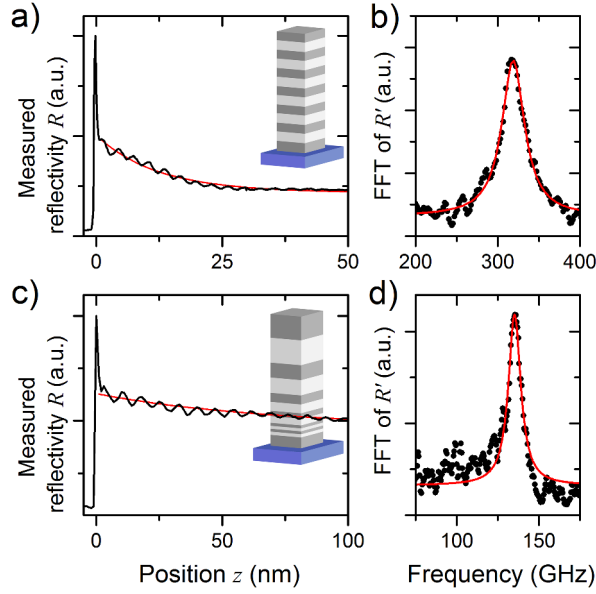 a)
Measured
reflectivity R (a.u.)
0
25
50
b)
FFT of R' (a.u.)
200
300
400
c)
Measured
reflectivity R (a.u.)
0
50
100
Position z (nm)
d)
FFT of R' (a.u.)
100
150
Frequency (GHz)